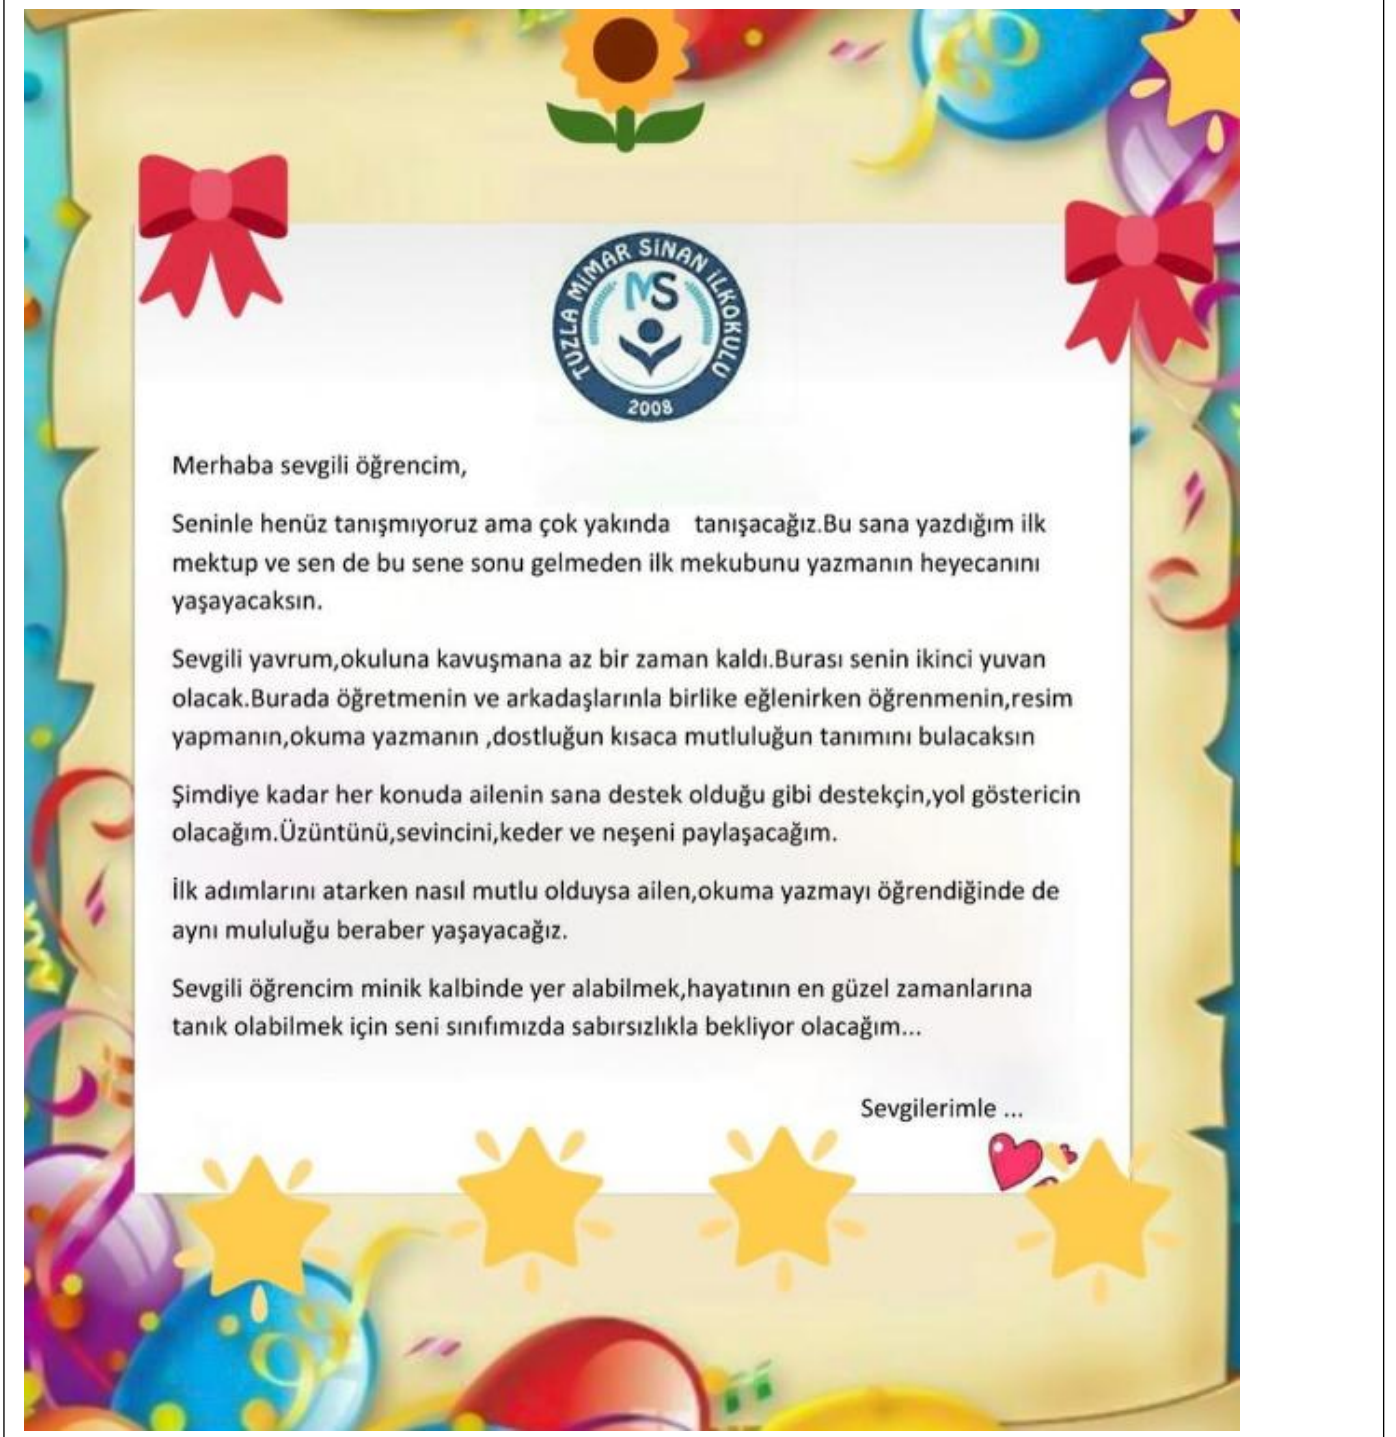 TUZLA MİMAR SİNAN İLKOKULU
MS
2008
Merhaba sevgili öğrencim,
Seninle henüz tanışmıyoruz ama çok yakında tanışacağız.Bu sana yazdığım ilk
mektup ve sen de bu sene sonu gelmeden ilk mekubunu yazmanın heyecanını
yaşayacaksın.
Sevgili yavrum,okuluna kavuşmana az bir zaman kaldı.Burası senin ikinci yuvan
olacak.Burada öğretmenin ve arkadaşlarınla birlike eğlenirken öğrenmenin,resim
yapmanın,okuma yazmanın ,dostluğun kısaca mutluluğun tanımını bulacaksın
Şimdiye kadar her konuda ailenin sana destek olduğu gibi destekçin,yol göstericin
olacağım.Üzüntünü,sevincini,keder ve neşeni paylaşacağım.
İlk adımlarını atarken nasıl mutlu olduysa ailen,okuma yazmayı öğrendiğinde de
aynı mululuğu beraber yaşayacağız.
Sevgili öğrencim minik kalbinde yer alabilmek,hayatının en güzel zamanlarına
tanık olabilmek için seni sınıfımızda sabırsızlıkla bekliyor olacağım...
Sevgilerimle ...